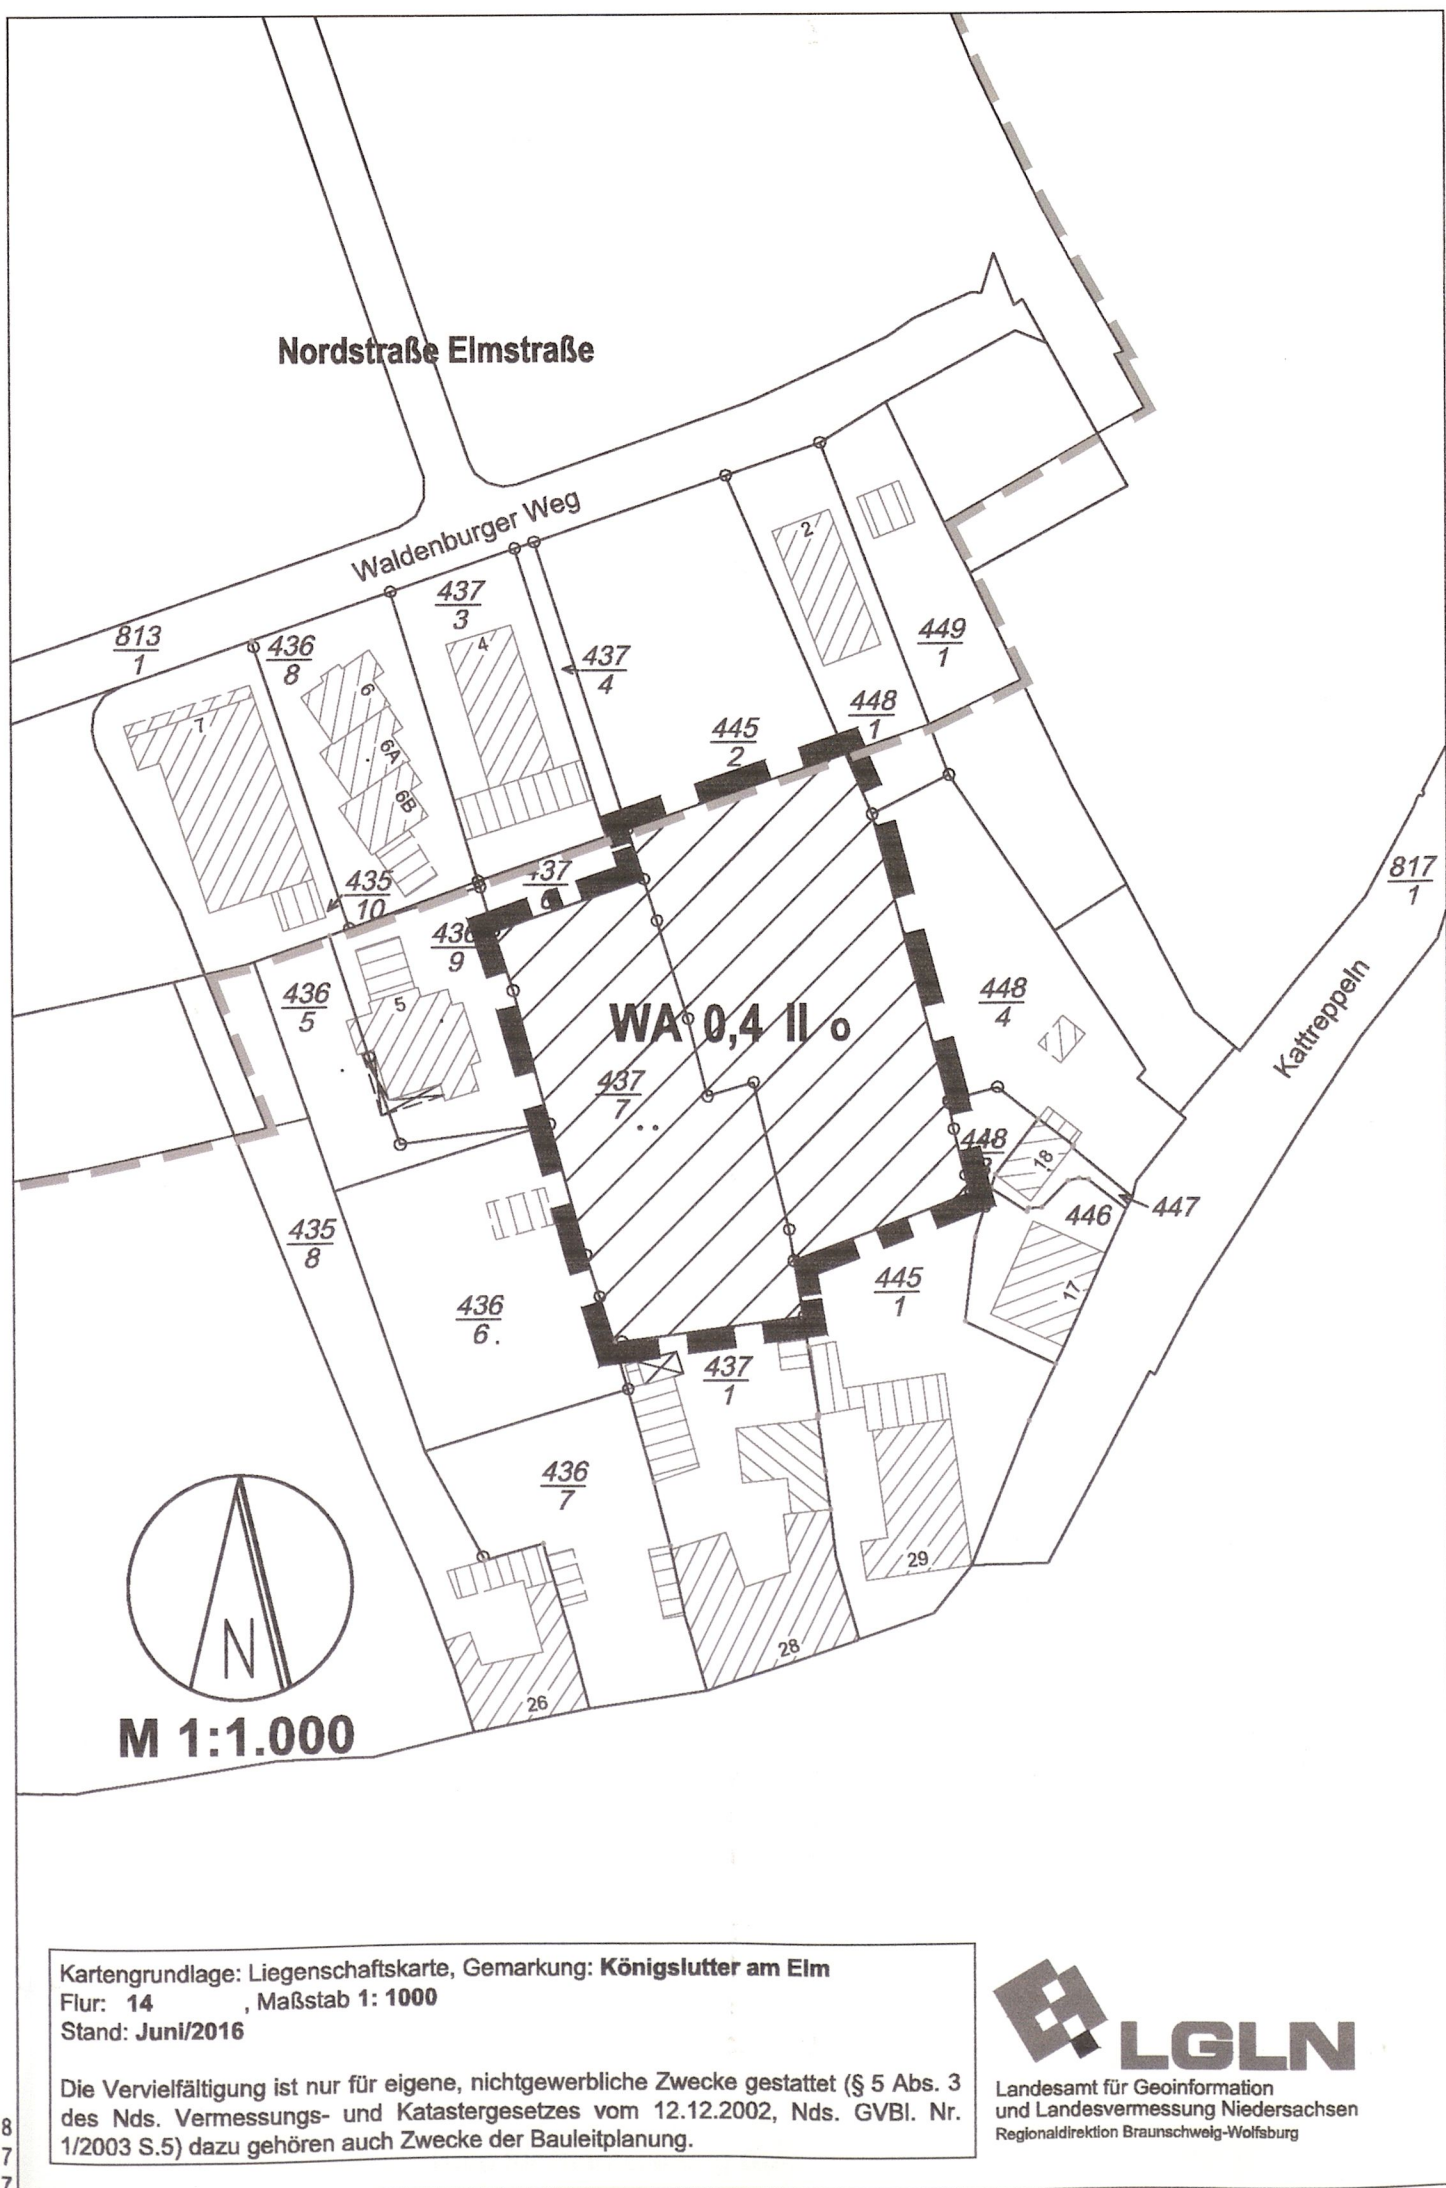 Nordstraße Elmstraße
Waldenburger Weg
813
1
436
8
437
3
437
4
449
1
448
1
445
2
7
6
6A
6B
4
2
435
10
437
436
9
436
5
5
817
1
448
4
Kattreppeln
WA 0,4 II o
437
7
448
18
447
446
17
435
8
436
6
445
1
437
1
436
7
29
28
26
N
M 1:1.000
Kartengrundlage: Liegenschaftskarte, Gemarkung: Königslutter am Elm
Flur: 14 , Maßstab 1: 1000
Stand: Juni/2016
Die Vervielfältigung ist nur für eigene, nichtgewerbliche Zwecke gestattet (§ 5 Abs. 3
des Nds. Vermessungs- und Katastergesetzes vom 12.12.2002, Nds. GVBl. Nr.
1/2003 S.5) dazu gehören auch Zwecke der Bauleitplanung.
LGLN
Landesamt für Geoinformation
und Landesvermessung Niedersachsen
Regionaldirektion Braunschweig-Wolfsburg
8
7
7